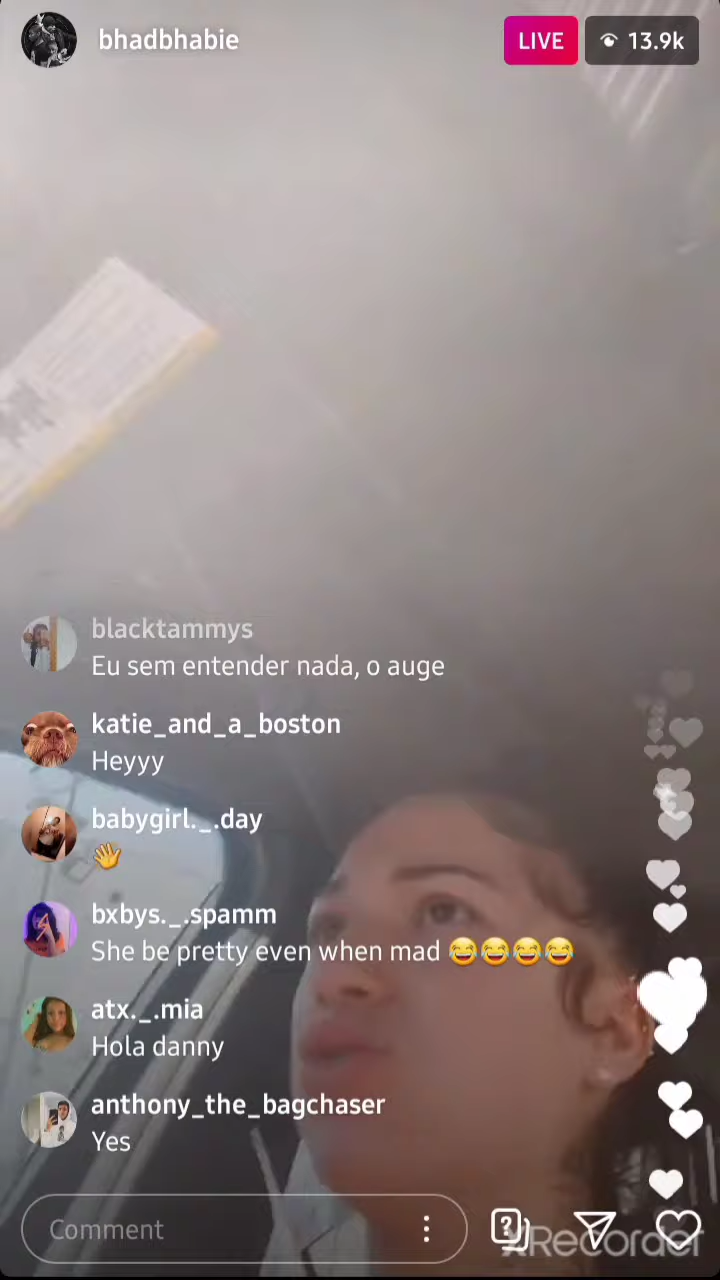 bhadbhabie
LIVE
13.9k
blacktammys
Eu sem entender nada, o auge
katie_and_a_boston
Heyyy
babygirl._.day
👋
bxbys._.spamm
She be pretty even when mad 😂😂😂😂
atx._.mia
Hola danny
anthony_the_bagchaser
Yes
Comment
XRecorder